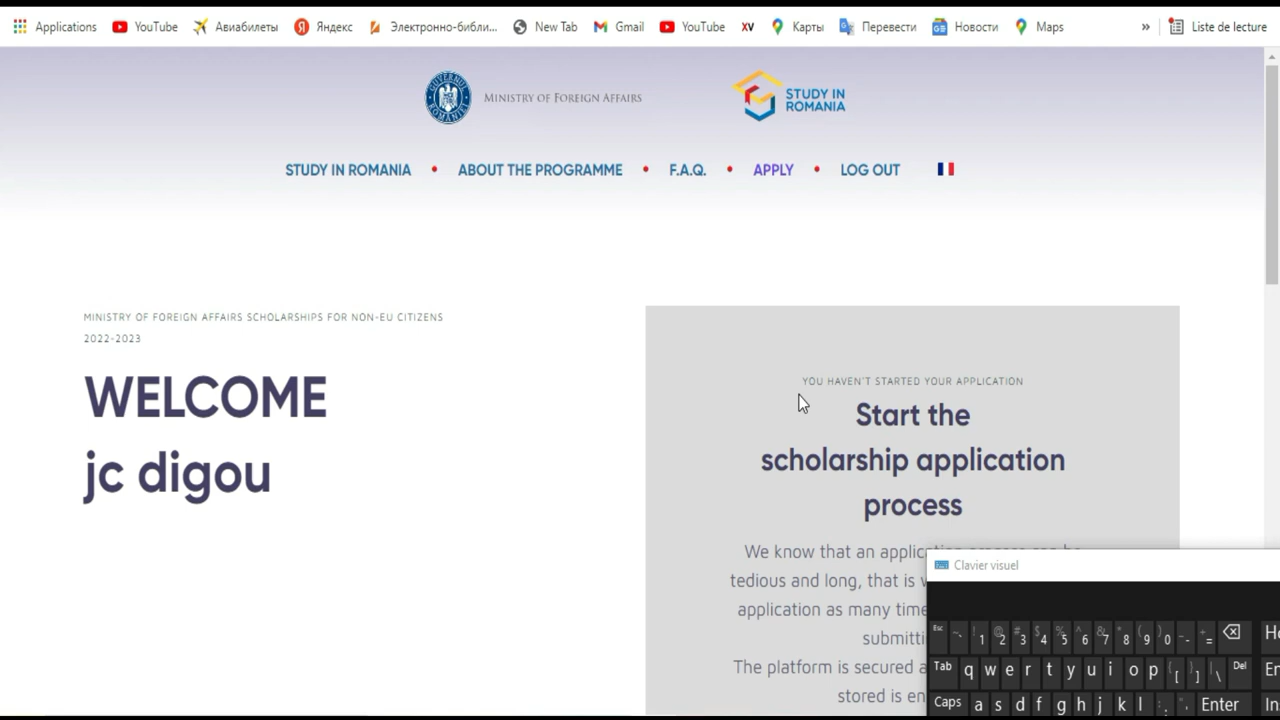 Applications YouTube Авиабилеты Яндекс Электронно-библи... New Tab Gmail YouTube XV Карты Перевести Новости Maps » Liste de lecture
MINISTRY OF FOREIGN AFFAIRS
STUDY IN
ROMANIA
STUDY IN ROMANIA • ABOUT THE PROGRAMME • F.A.Q. • APPLY • LOG OUT
MINISTRY OF FOREIGN AFFAIRS SCHOLARSHIPS FOR NON-EU CITIZENS
2022-2023
WELCOME
jc digou
YOU HAVEN'T STARTED YOUR APPLICATION
Start the
scholarship application
process
We know that an
tedious and long, that is
application as many
The platform is secured
stored is
Clavier visuel
Esc ~ ` ! 1 @ 2 # 3 $ 4 % 5 ^ 6 & 7 * 8 ( 9 ) 0 _ - + =
Tab q w e r t y u i o p { [ } ] | \ Del
Caps a s d f g h j k l : ; " ' Enter